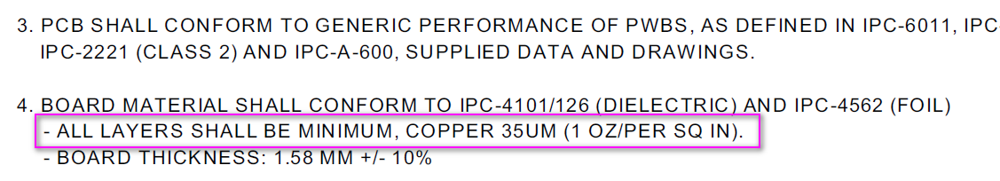 3. PCB SHALL CONFORM TO GENERIC PERFORMANCE OF PWBS, AS DEFINED IN IPC-6011, IPC
IPC-2221 (CLASS 2) AND IPC-A-600, SUPPLIED DATA AND DRAWINGS.
4. BOARD MATERIAL SHALL CONFORM TO IPC-4101/126 (DIELECTRIC) AND IPC-4562 (FOIL)
- ALL LAYERS SHALL BE MINIMUM, COPPER 35UM (1 OZ/PER SQ IN).
- BOARD THICKNESS: 1.58 MM +/- 10%